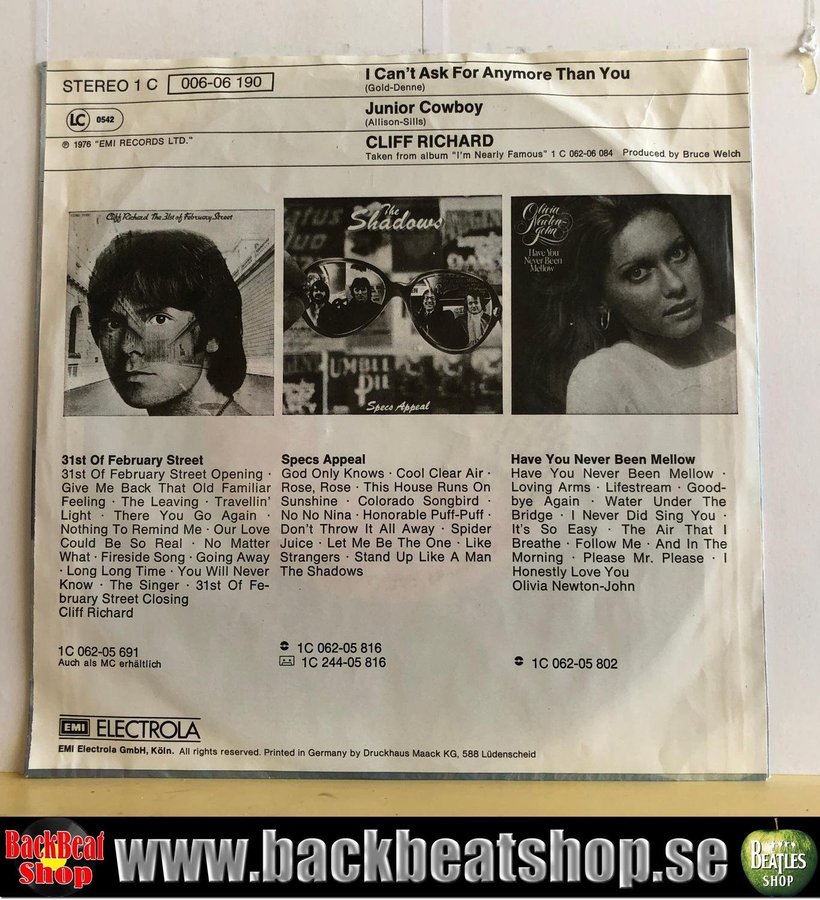 STEREO 1 C 006-06 190
I Can't Ask For Anymore Than You
(Gold-Denne)
Junior Cowboy
(Allison-Sills)
LC 0542
℗ 1976 "EMI RECORDS LTD."
CLIFF RICHARD
Taken from album "I'm Nearly Famous" 1 C 062-06 084 Produced by Bruce Welch
Cliff Richard The 31st of February Street
The
Shadows
UMBLE
PIE
Specs Appeal
Olivia
Newton-
John
Have You
Never Been
Mellow
31st Of February Street
31st Of February Street Opening ·
Give Me Back That Old Familiar
Feeling · The Leaving · Travellin'
Light · There You Go Again ·
Nothing To Remind Me · Our Love
Could Be So Real · No Matter
What · Fireside Song · Going Away
· Long Long Time · You Will Never
Know · The Singer · 31st Of Fe-
bruary Street Closing
Cliff Richard
1C 062-05 691
Auch als MC erhältlich
Specs Appeal
God Only Knows · Cool Clear Air ·
Rose, Rose · This House Runs On
Sunshine · Colorado Songbird ·
No No Nina · Honorable Puff-Puff ·
Don't Throw It All Away · Spider
Juice · Let Me Be The One · Like
Strangers · Stand Up Like A Man
The Shadows
1C 062-05 816
1C 244-05 816
Have You Never Been Mellow
Have You Never Been Mellow ·
Loving Arms · Lifestream · Good-
bye Again · Water Under The
Bridge · I Never Did Sing You ·
It's So Easy · The Air That I
Breathe · Follow Me · And In The
Morning · Please Mr. Please · I
Honestly Love You
Olivia Newton-John
1C 062-05 802
EMI ELECTROLA
EMI Electrola GmbH, Köln. All rights reserved. Printed in Germany by Druckhaus Maack KG, 588 Lüdenscheid
BackBeat
Shop
www.backbeatshop.se
BEATLES
SHOP